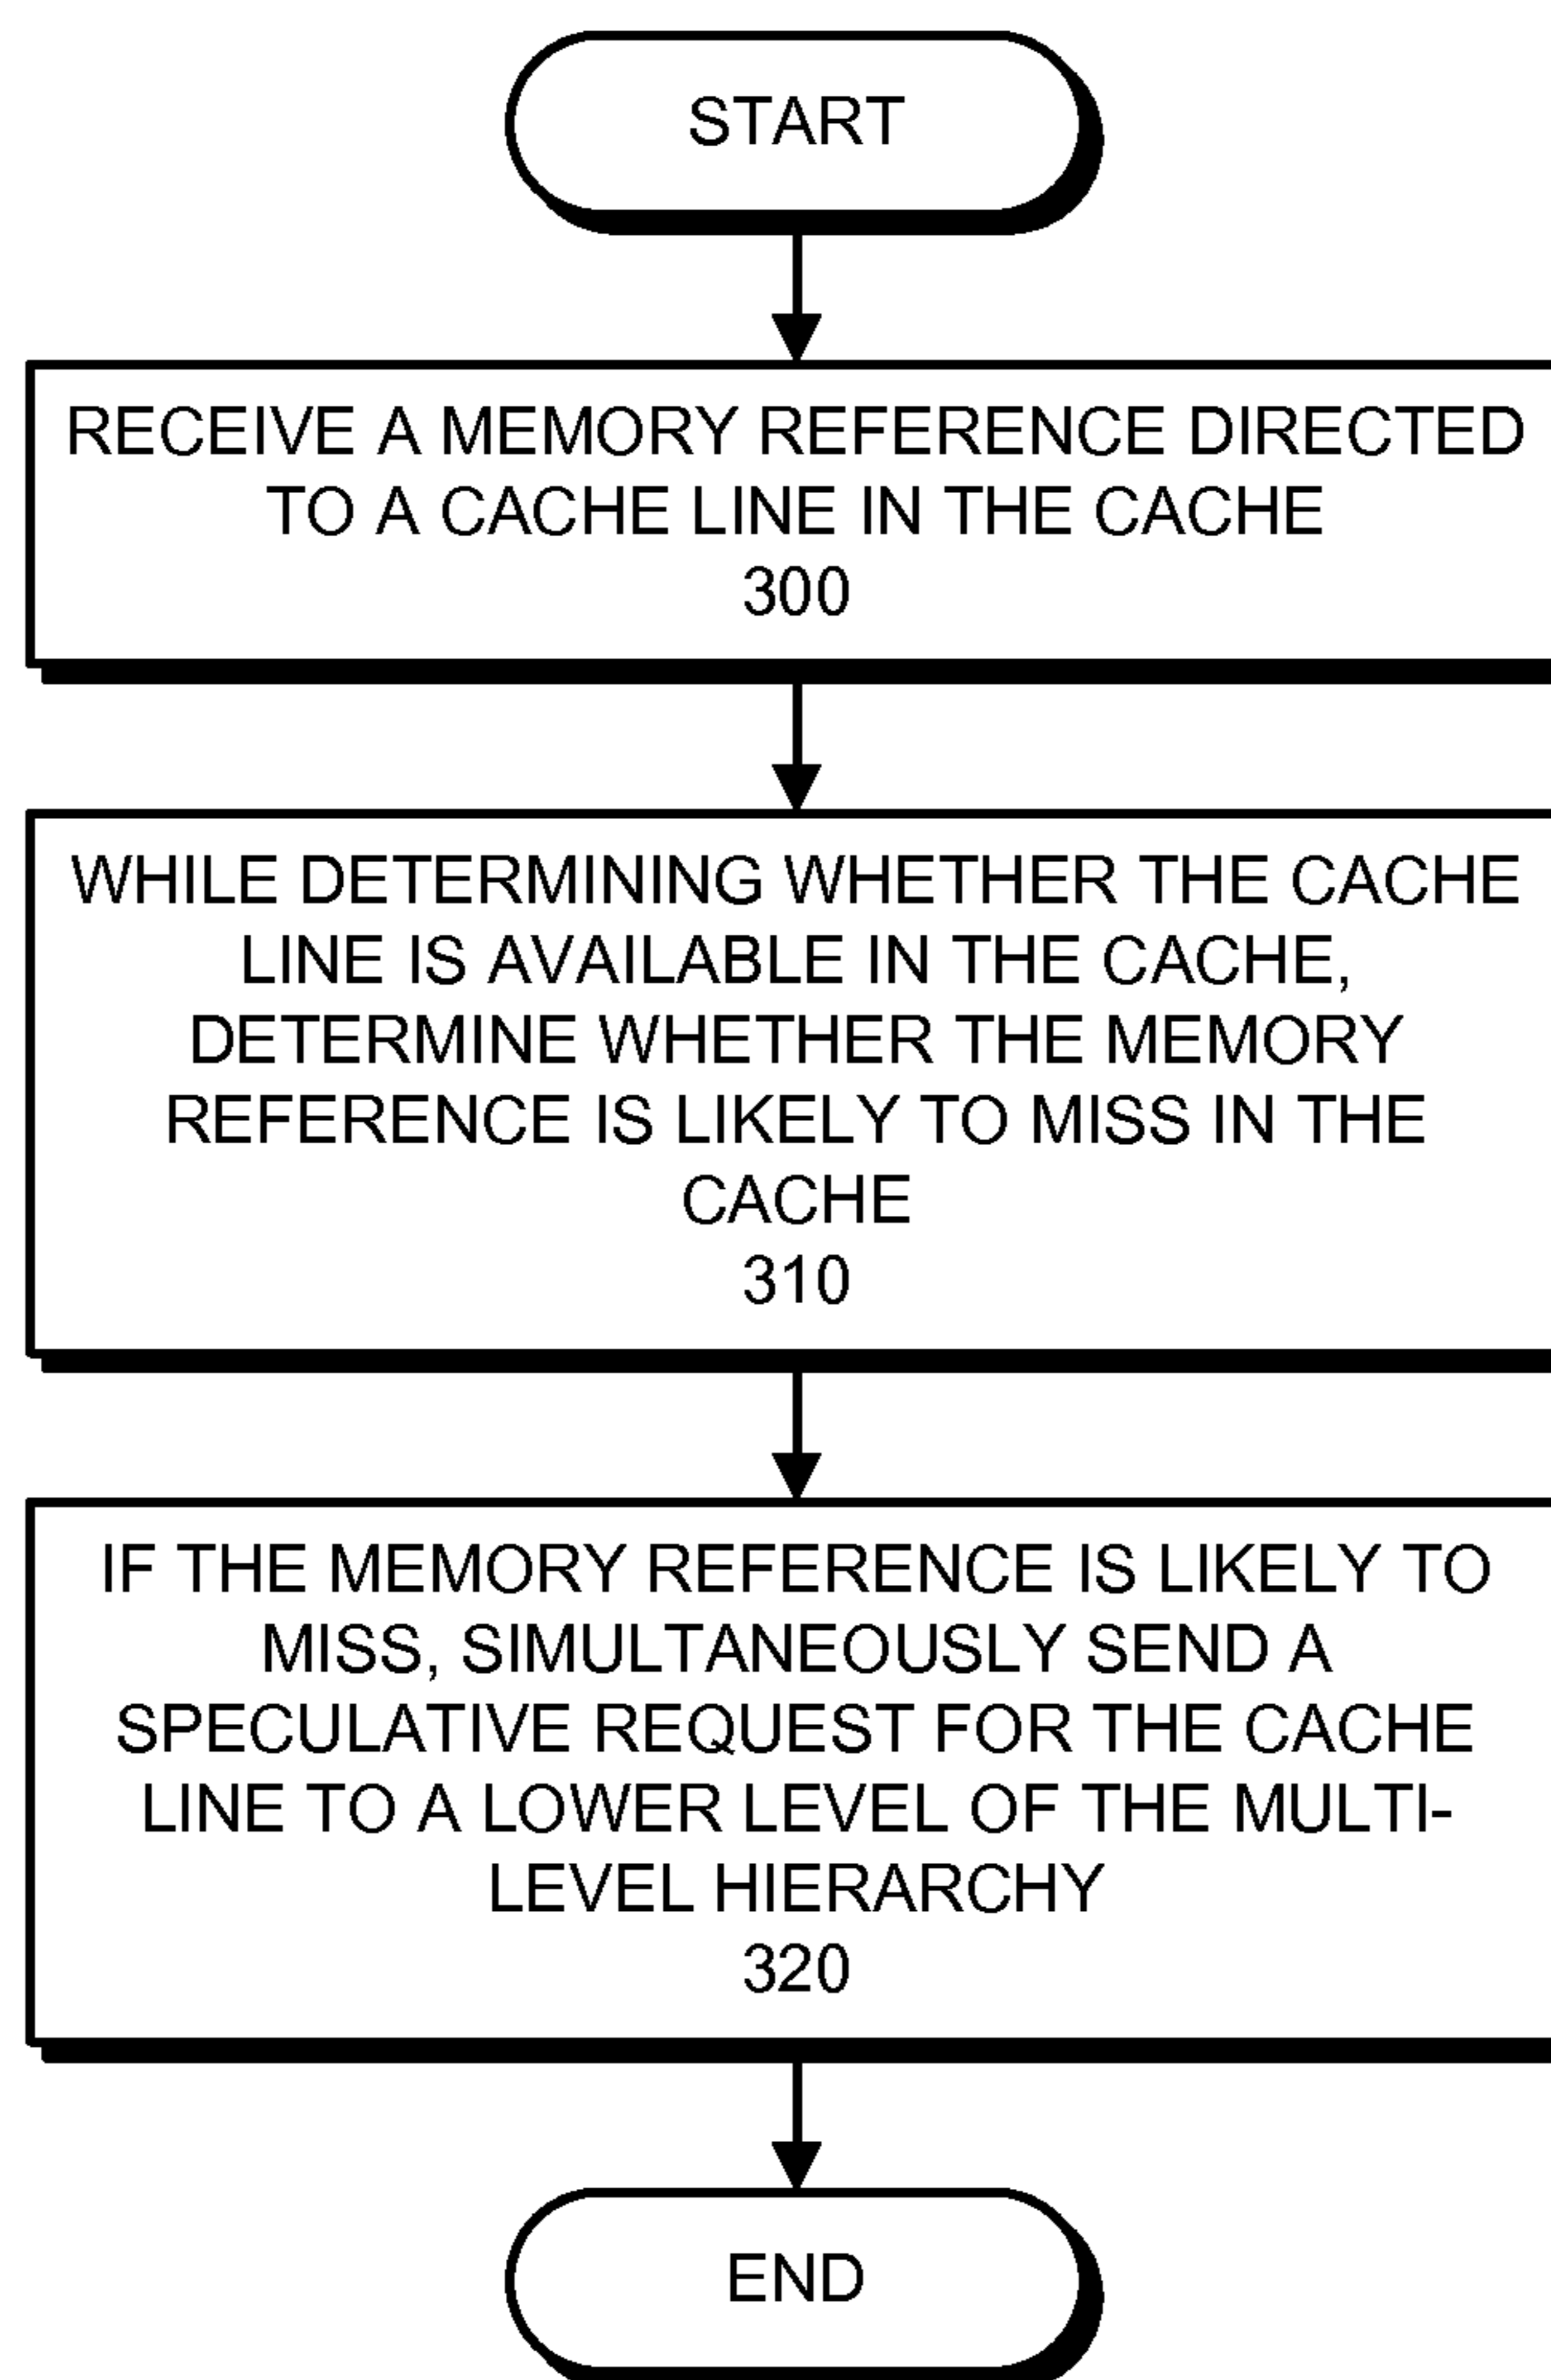 START
RECEIVE A MEMORY REFERENCE DIRECTED
TO A CACHE LINE IN THE CACHE
300
WHILE DETERMINING WHETHER THE CACHE
LINE IS AVAILABLE IN THE CACHE,
DETERMINE WHETHER THE MEMORY
REFERENCE IS LIKELY TO MISS IN THE
CACHE
310
IF THE MEMORY REFERENCE IS LIKELY TO
MISS, SIMULTANEOUSLY SEND A
SPECULATIVE REQUEST FOR THE CACHE
LINE TO A LOWER LEVEL OF THE MULTI-
LEVEL HIERARCHY
320
END